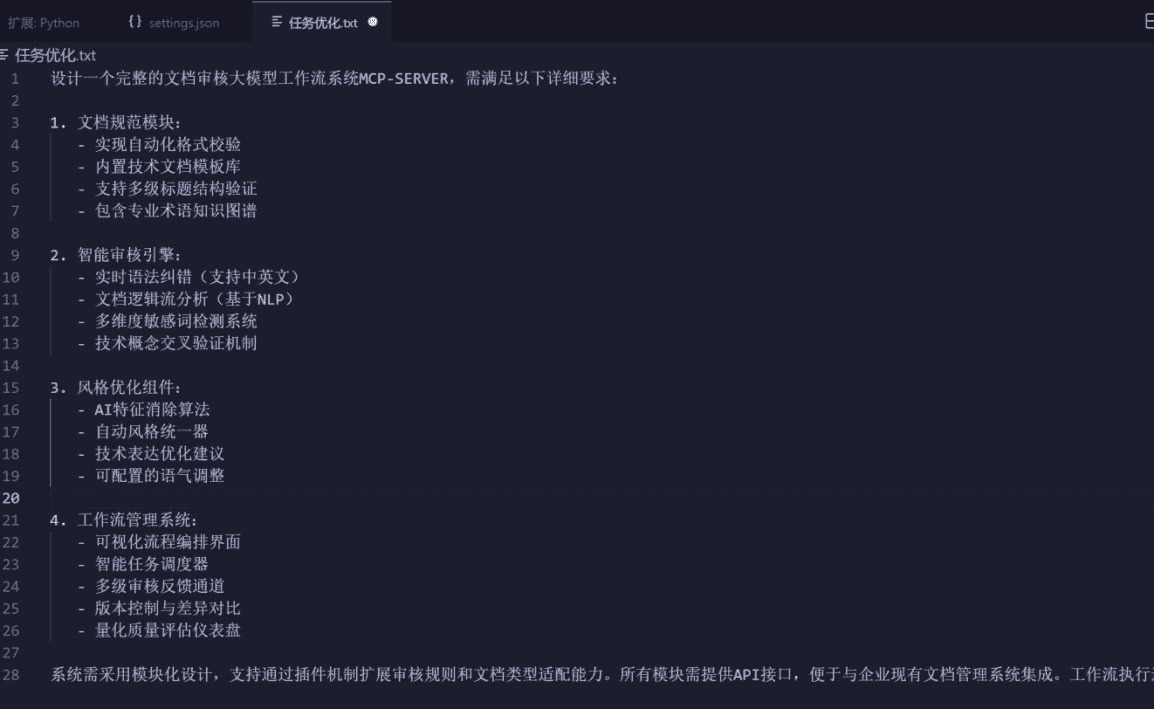 扩展: Python
{} settings.json
任务优化.txt
任务优化.txt
1 设计一个完整的文档审核大模型工作流系统MCP-SERVER，需满足以下详细要求：
2
3 1. 文档规范模块：
4 - 实现自动化格式校验
5 - 内置技术文档模板库
6 - 支持多级标题结构验证
7 - 包含专业术语知识图谱
8
9 2. 智能审核引擎：
10 - 实时语法纠错（支持中英文）
11 - 文档逻辑流分析（基于NLP）
12 - 多维度敏感词检测系统
13 - 技术概念交叉验证机制
14
15 3. 风格优化组件：
16 - AI特征消除算法
17 - 自动风格统一器
18 - 技术表达优化建议
19 - 可配置的语气调整
20
21 4. 工作流管理系统：
22 - 可视化流程编排界面
23 - 智能任务调度器
24 - 多级审核反馈通道
25 - 版本控制与差异对比
26 - 量化质量评估仪表盘
27
28 系统需采用模块化设计，支持通过插件机制扩展审核规则和文档类型适配能力。所有模块需提供API接口，便于与企业现有文档管理系统集成。工作流执行